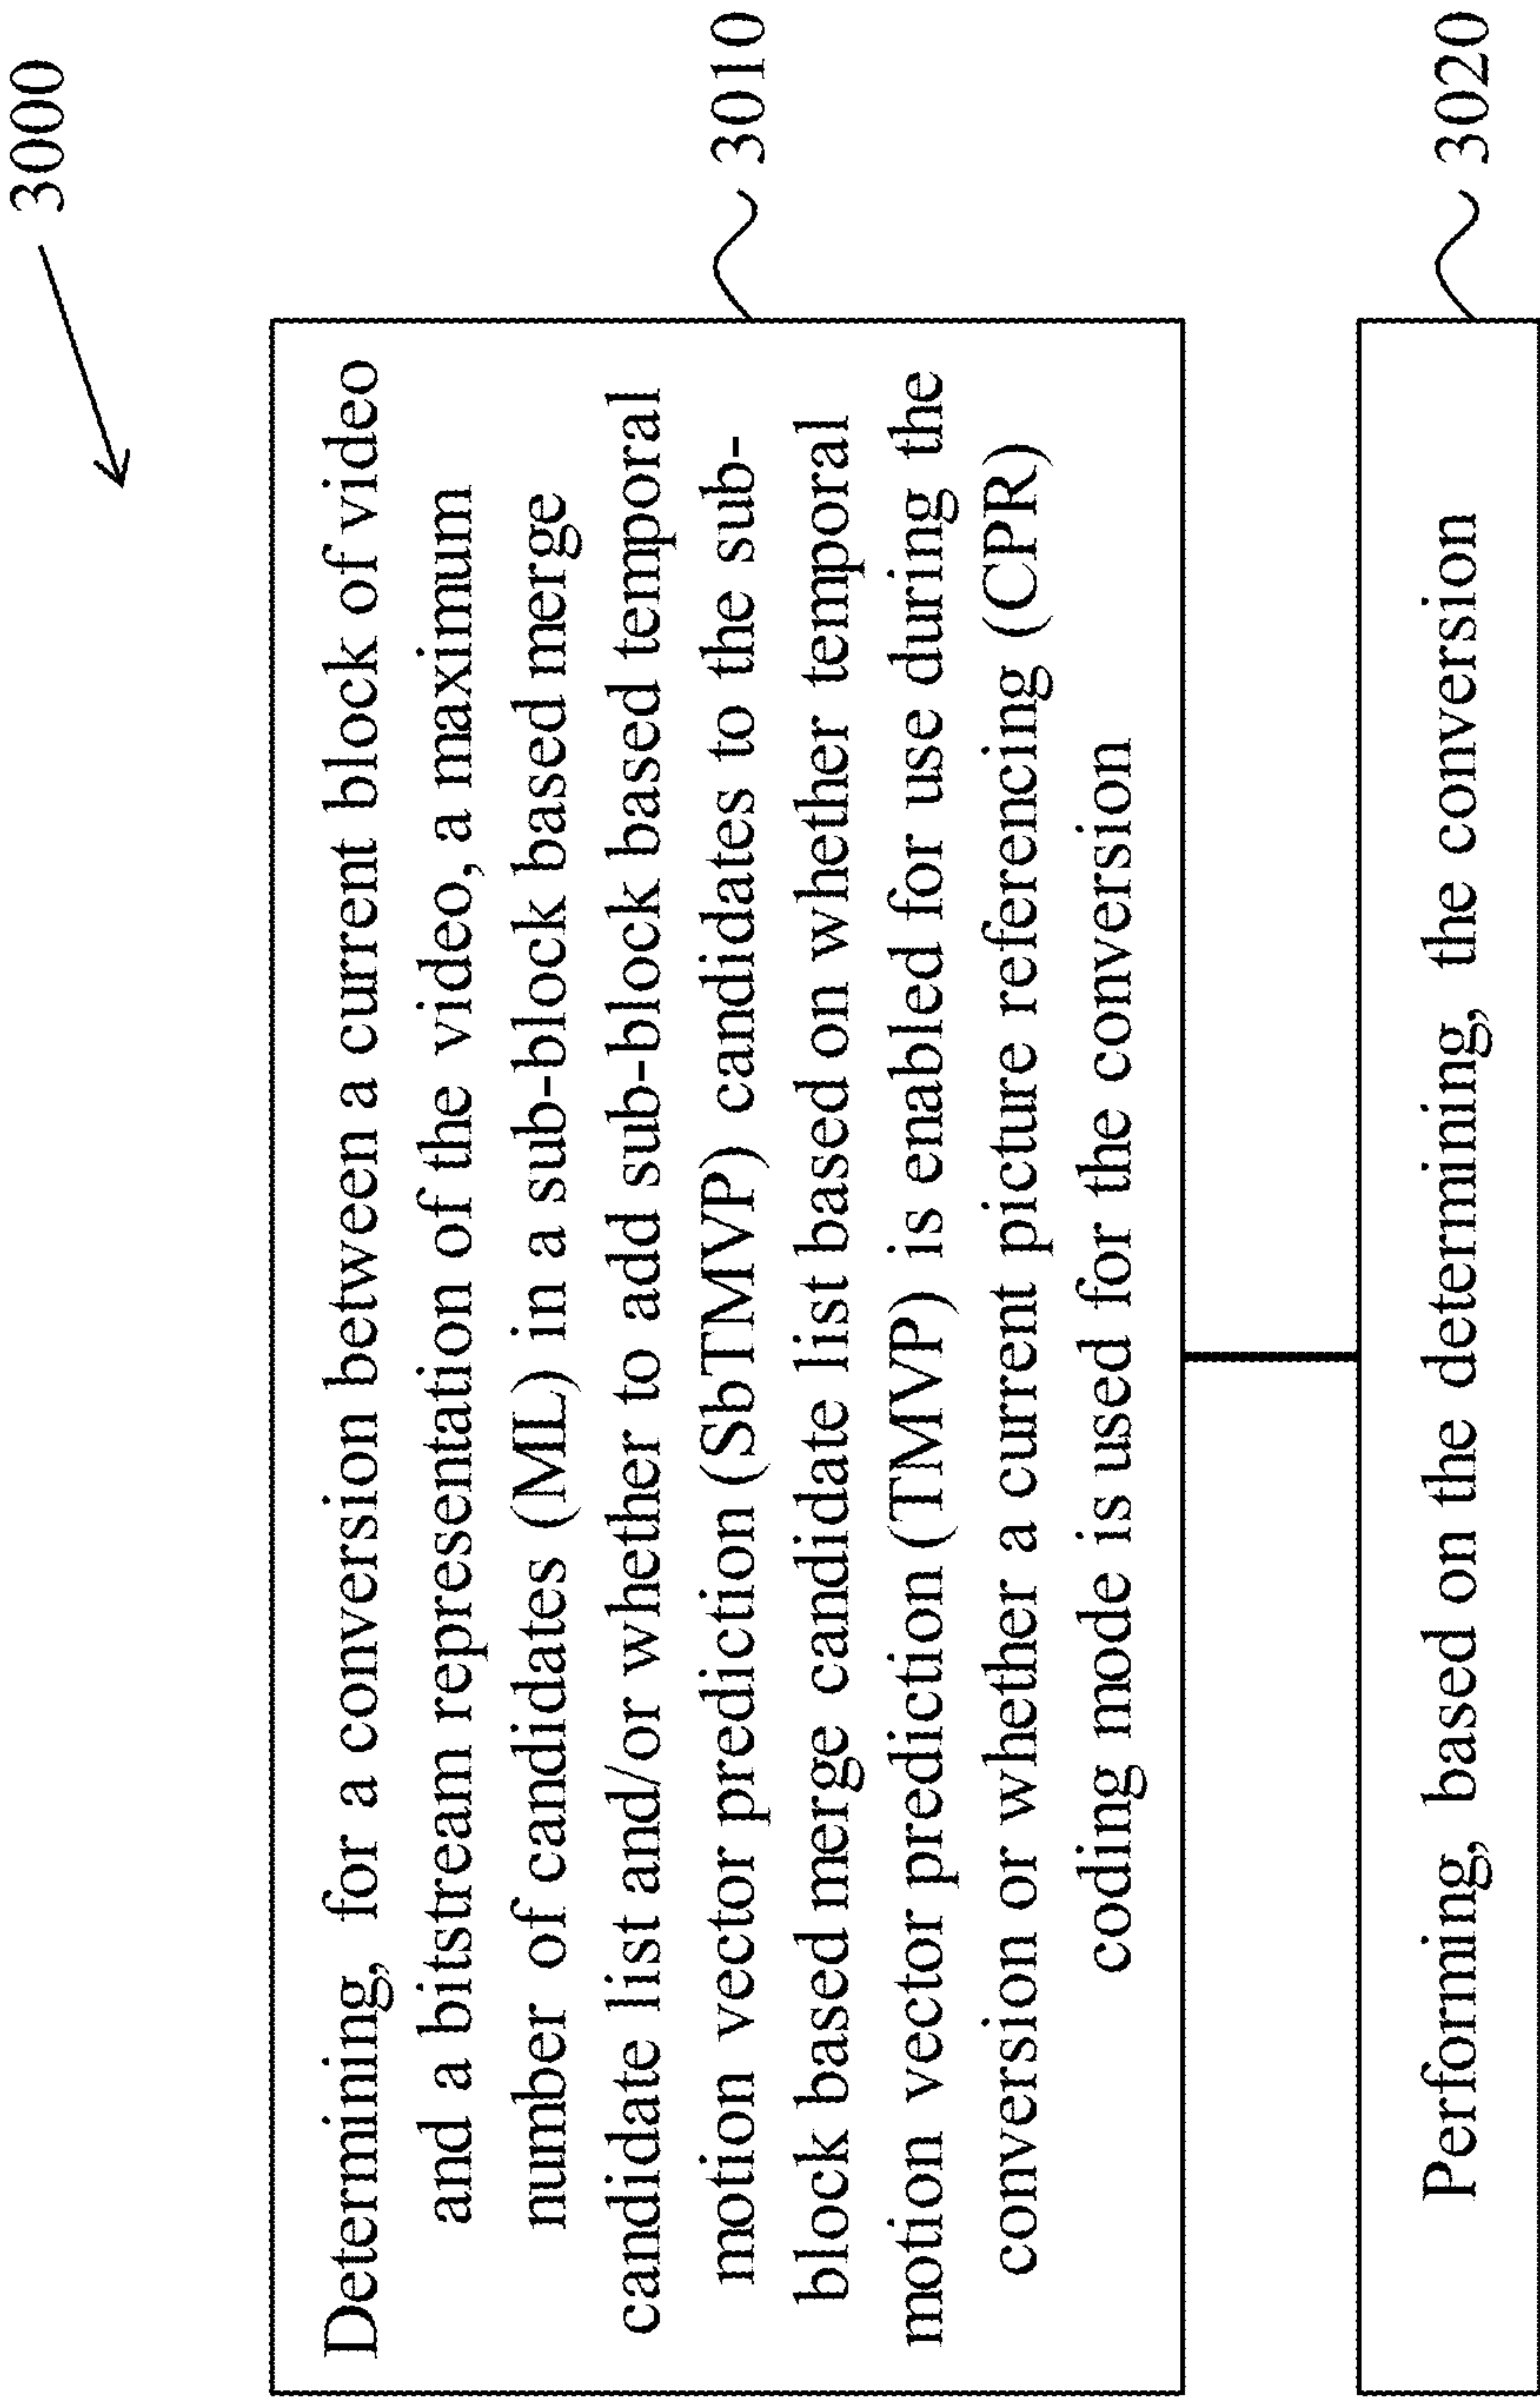 3000
Determining, for a conversion between a current block of video
and a bitstream representation of the video, a maximum
number of candidates (ML) in a sub-block based merge
candidate list and/or whether to add sub-block based temporal
motion vector prediction (SbTMVP) candidates to the sub-
block based merge candidate list based on whether temporal
motion vector prediction (TMVP) is enabled for use during the
conversion or whether a current picture referencing (CPR)
coding mode is used for the conversion
3010
Performing, based on the determining, the conversion
3020